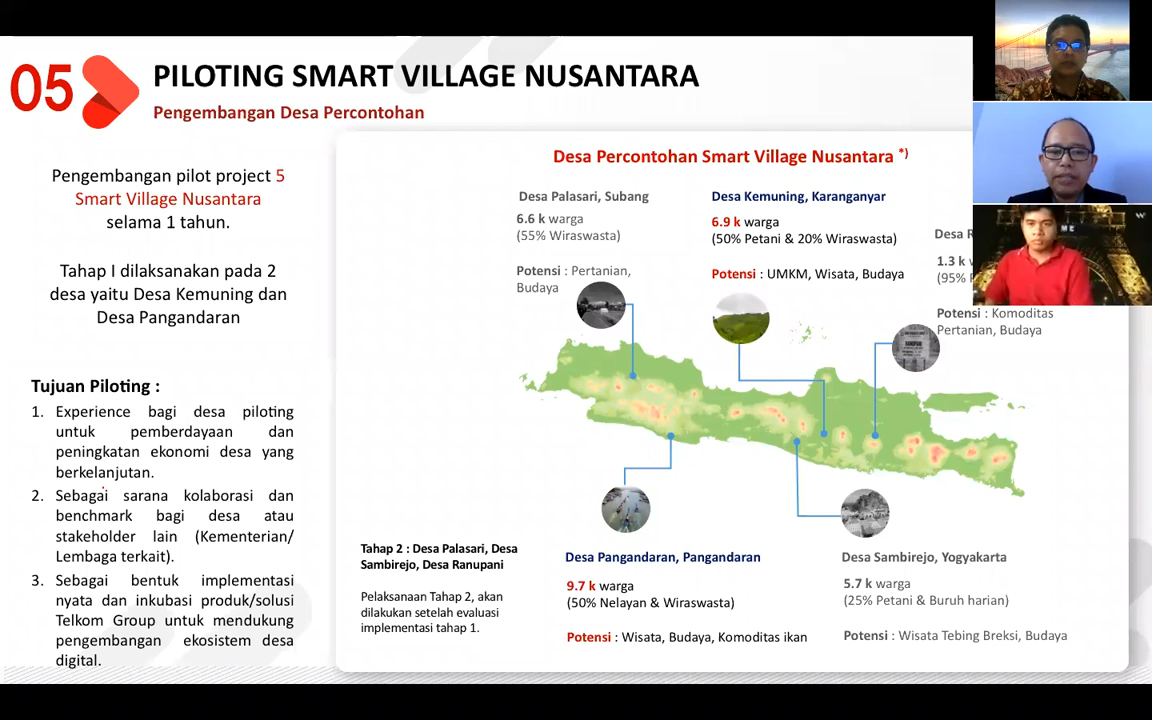 05
PILOTING SMART VILLAGE NUSANTARA
Pengembangan Desa Percontohan
Pengembangan pilot project 5
Smart Village Nusantara
selama 1 tahun.
Tahap I dilaksanakan pada 2
desa yaitu Desa Kemuning dan
Desa Pangandaran
Tujuan Piloting :
1. Experience bagi desa piloting
untuk pemberdayaan dan
peningkatan ekonomi desa yang
berkelanjutan.
2. Sebagai sarana kolaborasi dan
benchmark bagi desa atau
stakeholder lain (Kementerian/
Lembaga terkait).
3. Sebagai bentuk implementasi
nyata dan inkubasi produk/solusi
Telkom Group untuk mendukung
pengembangan ekosistem desa
digital.
Desa Percontohan Smart Village Nusantara *)
Desa Palasari, Subang
6.6 k warga
(55% Wiraswasta)
Potensi : Pertanian,
Budaya
Desa Kemuning, Karanganyar
6.9 k warga
(50% Petani & 20% Wiraswasta)
Potensi : UMKM, Wisata, Budaya
Desa R
1.3 k
(95%
Potensi : Komoditas
Pertanian, Budaya
Tahap 2 : Desa Palasari, Desa
Sambirejo, Desa Ranupani
Pelaksanaan Tahap 2, akan
dilakukan setelah evaluasi
implementasi tahap 1.
Desa Pangandaran, Pangandaran
9.7 k warga
(50% Nelayan & Wiraswasta)
Potensi : Wisata, Budaya, Komoditas ikan
Desa Sambirejo, Yogyakarta
5.7 k warga
(25% Petani & Buruh harian)
Potensi : Wisata Tebing Breksi, Budaya
ME